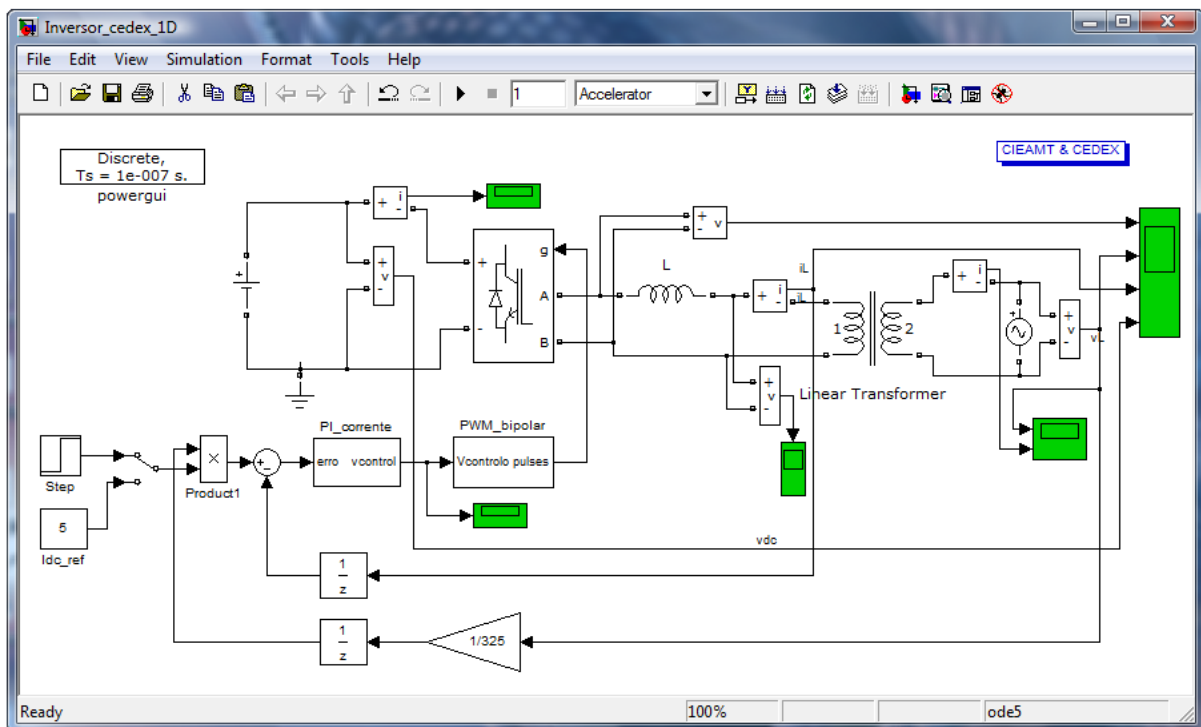 Inversor_cedex_1D
File Edit View Simulation Format Tools Help
1
Accelerator
CIEAMT & CEDEX
Discrete,
Ts = 1e-007 s.
powergui
+ i -
+ v -
+
g
A
-
B
L
+ v -
+ i -
iL
iL
1 2
Linear Transformer
+ i -
+ v -
vL
+ v -
Step
5
Idc_ref
×
Product1
+ -
PI_corrente
erro vcontrol
PWM_bipolar
Vcontrolo pulses
vdc
1
z
1
z
1/325
Ready 100% ode5